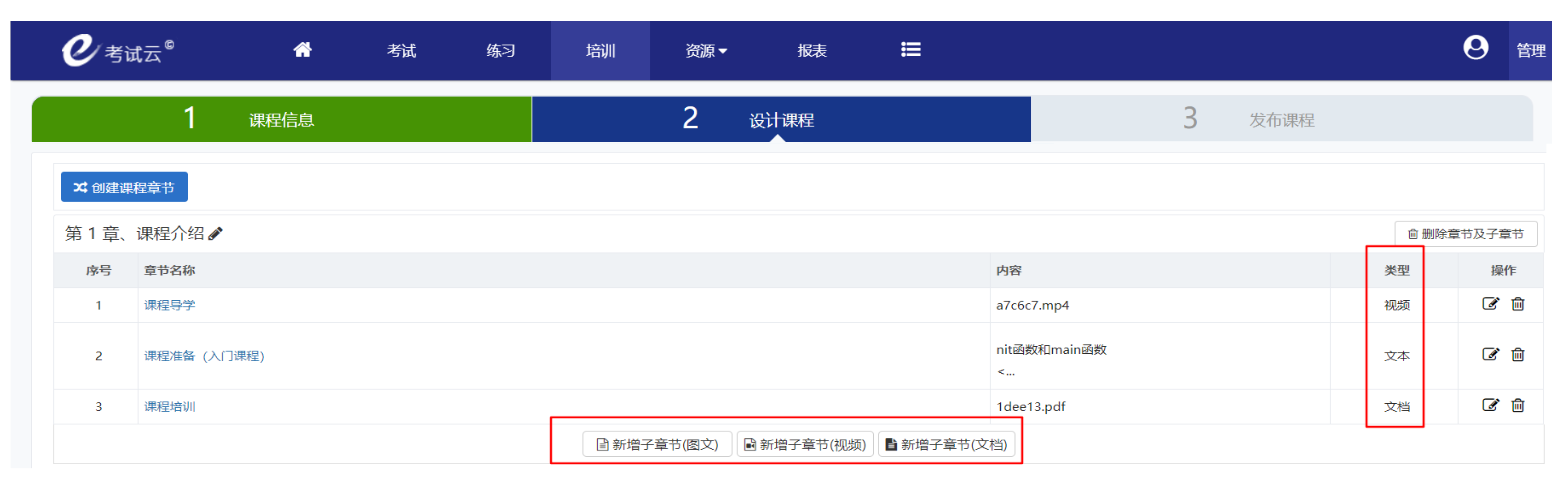 考试云© 考试 练习 培训 资源 报表 管理
1 课程信息 2 设计课程 3 发布课程
创建课程章节
第 1 章、课程介绍 删除章节及子章节
序号 章节名称 内容 类型 操作
1 课程导学 a7c6c7.mp4 视频
2 课程准备（入门课程) nit函数和main函数 文本
<...
3 课程培训 1dee13.pdf 文档
新增子章节(图文) 新增子章节(视频) 新增子章节(文档)